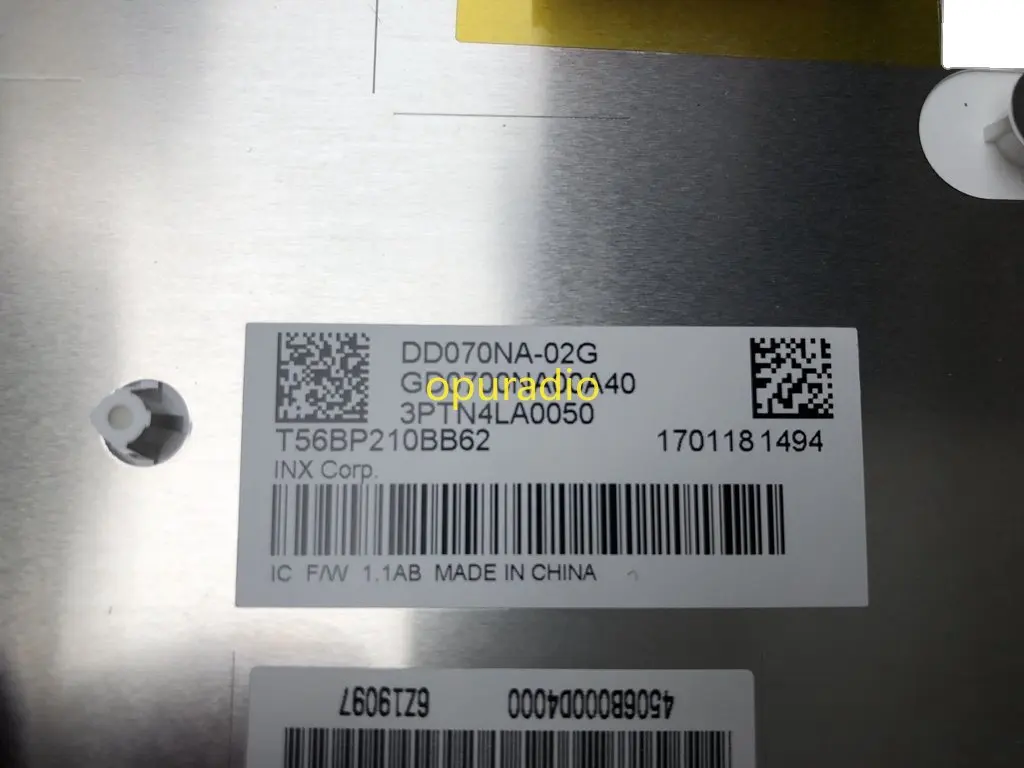 DD070NA-02G
opuradio
3PTN4LA0050
T56BP210BB62 1701181494
INX Corp.
IC F/W 1.1AB MADE IN CHINA
4506B000D4000 6Z19097